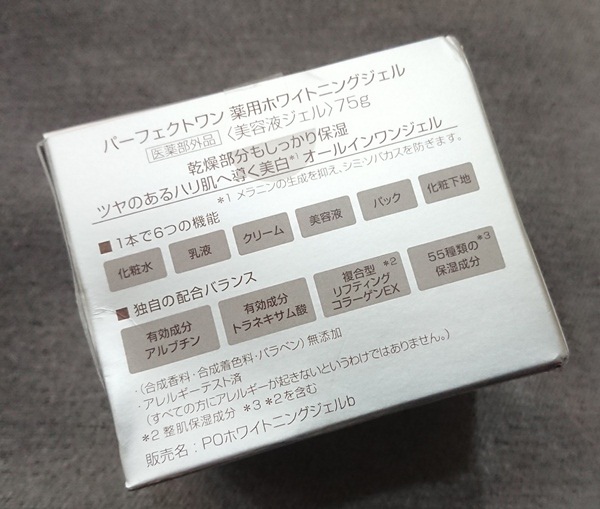 パーフェクトワン 薬用ホワイトニングジェル
医薬部外品 〈美容液ジェル〉75g
乾燥部分もしっかり保湿
ツヤのあるハリ肌へ導く美白*1 オールインワンジェル
*1 メラニンの生成を抑え、シミ・ソバカスを防ぎます。
■1本で6つの機能
化粧水 乳液 クリーム 美容液 パック 化粧下地
■独自の配合バランス
有効成分 アルブチン
有効成分 トラネキサム酸
複合型*2 リフティング コラーゲンEX
55種類の*3 保湿成分
・(合成香料・合成着色料・パラベン)無添加
・アレルギーテスト済
(すべての方にアレルギーが起きないというわけではありません。)
*2 整肌保湿成分 *3 *2を含む
販売名：POホワイトニングジェルb